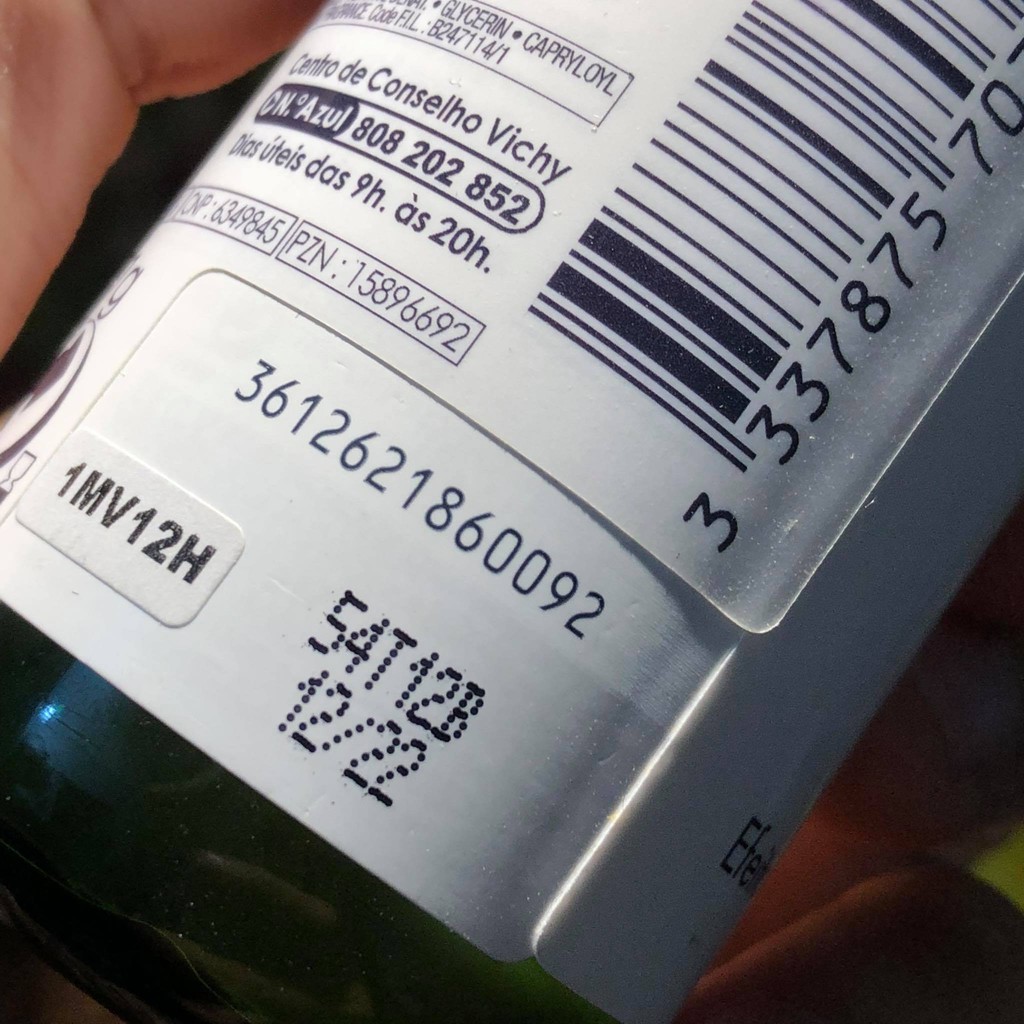 GLYCERIN • CAPRYLOYL
Code F.I.L. : B247114/1
Centro de Conselho Vichy
N.º Azul 808 202 852
Dias úteis das 9h. às 20h.
CNP : 6349845 PZN : 15896692
3612621860092
1MV12H
54T12B
12/22
3 337875 70